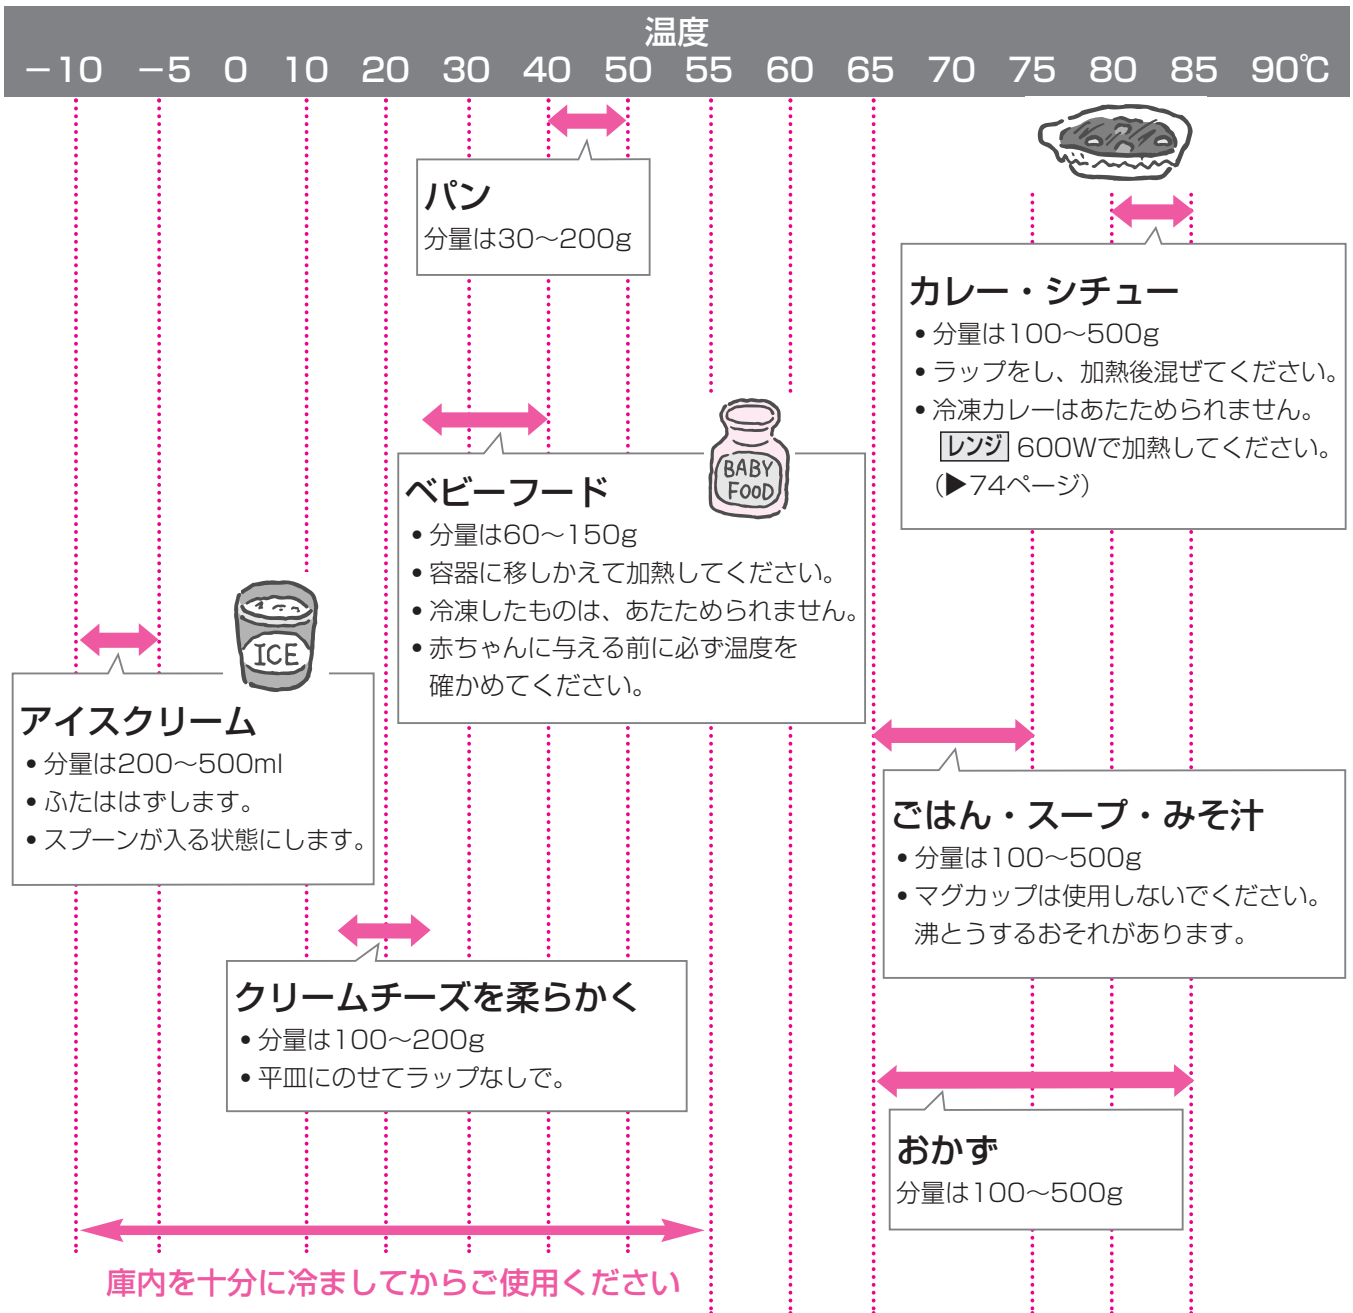 温度
－10 －5 0 10 20 30 40 50 55 60 65 70 75 80 85 90℃
パン
分量は30～200g
カレー・シチュー
•分量は100～500g
•ラップをし、加熱後混ぜてください。
•冷凍カレーはあたためられません。
レンジ 600Wで加熱してください。
(▶74ページ)
BABY
FOOD
ベビーフード
•分量は60～150g
•容器に移しかえて加熱してください。
•冷凍したものは、あたためられません。
•赤ちゃんに与える前に必ず温度を
確かめてください。
ICE
アイスクリーム
•分量は200～500ml
•ふたははずします。
•スプーンが入る状態にします。
ごはん・スープ・みそ汁
•分量は100～500g
•マグカップは使用しないでください。
沸とうするおそれがあります。
クリームチーズを柔らかく
•分量は100～200g
•平皿にのせてラップなしで。
おかず
分量は100～500g
庫内を十分に冷ましてからご使用ください